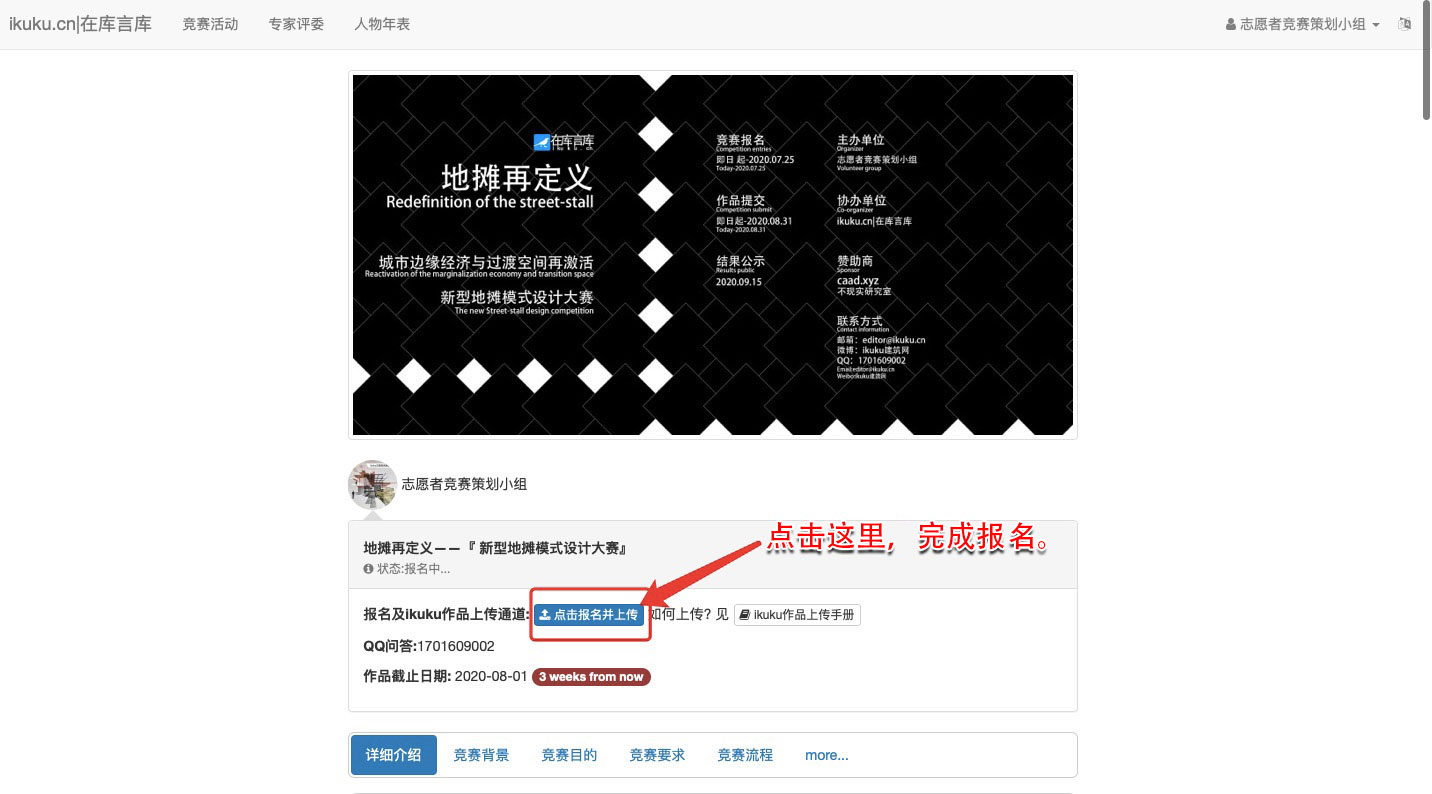 ikuku.cn|在库言库 竞赛活动 专家评委 人物年表 志愿者竞赛策划小组
在库言库
ikuku.cn
地摊再定义
Redefinition of the street-stall
城市边缘经济与过渡空间再激活
Reactivation of the marginalization economy and transition space
新型地摊模式设计大赛
The new Street-stall design competition
竞赛报名
Competition entries
即日 起-2020.07.25
Today-2020.07.25
作品提交
Competition submit
即日起-2020.08.31
Today-2020.08.31
结果公示
Results public
2020.09.15
主办单位
Organizer
志愿者竞赛策划小组
Volunteer group
协办单位
Co-organizer
ikuku.cn|在库言库
赞助商
Sponsor
caad.xyz
不现实研究室
联系方式
Contact information
邮箱：editor@ikuku.cn
微博：ikuku建筑网
QQ：1701609002
Email:editor@ikuku.cn
Weibo:ikuku建筑网
志愿者竞赛策划小组
点击这里，完成报名。
地摊再定义——『 新型地摊模式设计大赛』
状态:报名中...
报名及ikuku作品上传通道: 点击报名并上传 如何上传? 见 ikuku作品上传手册
QQ问答:1701609002
作品截止日期: 2020-08-01 3 weeks from now
详细介绍 竞赛背景 竞赛目的 竞赛要求 竞赛流程 more...